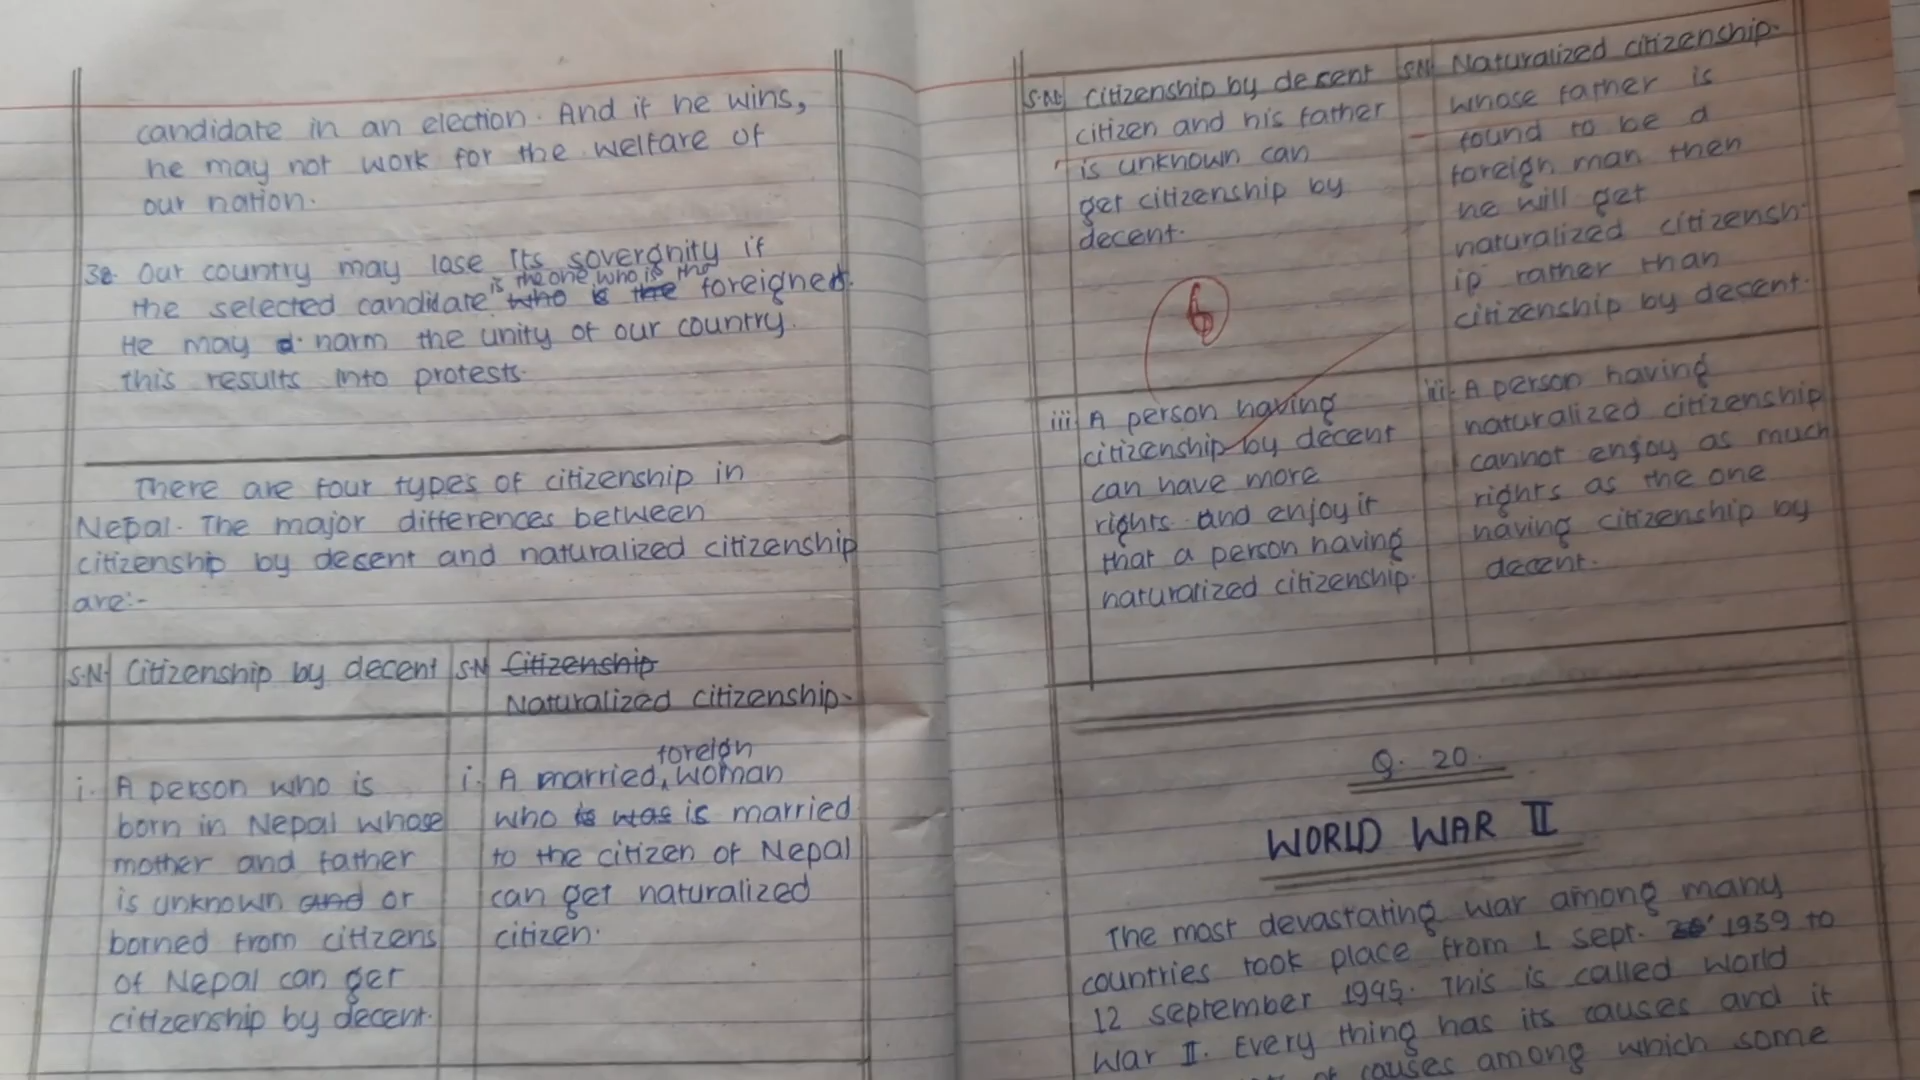 candidate in an election. And if he wins,
he may not work for the welfare of
our nation.
3. Our country may lose its sovergnity if
is the one who is the
the selected candidate who is the foreigner.
He may harm the unity of our country.
this results into protests.
There are four types of citizenship in
Nepal. The major differences between
citizenship by decent and naturalized citizenship
are:-
S.N. Citizenship by decent S.N. Citizenship
Naturalized citizenship.
i. A person who is
born in Nepal whose
mother and father
is unknown and or
borned from citizens
of Nepal can get
citizenship by decent.
foreign
i. A married, woman
who is was is married
to the citizen of Nepal
can get naturalized
citizen.
S.N. citizenship by decent S.N. Naturalized citizenship.
citizen and his father
is unknown can
get citizenship by
decent.
whose father is
found to be a
foreign man then
he will get
naturalized citizensh
ip rather than
citizenship by decent.
6
iii. A person having
citizenship by decent
can have more
rights and enjoy it
that a person having
naturalized citizenship.
iii. A person having
naturalized citizenship
cannot enjoy as much
rights as the one
having citizenship by
decent.
Q. 20.
WORLD WAR II
The most devastating war among many
countries took place from 1 sept. 1939 to
12 september 1945. This is called World
War II. Every thing has its causes and it
of causes among which some